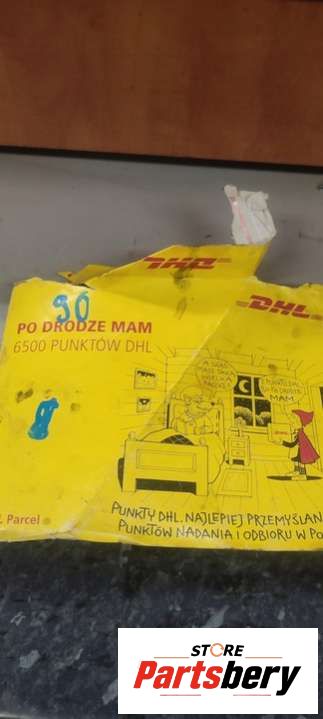 DHL
90
PO DRODZE MAM
6500 PUNKTÓW DHL
DHL
MAM
Parcel
PUNKTY DHL. NAJLEPIEJ PRZEMYŚLAN
PUNKTÓW NADANIA I ODBIORU W PO
STORE
Partsbery